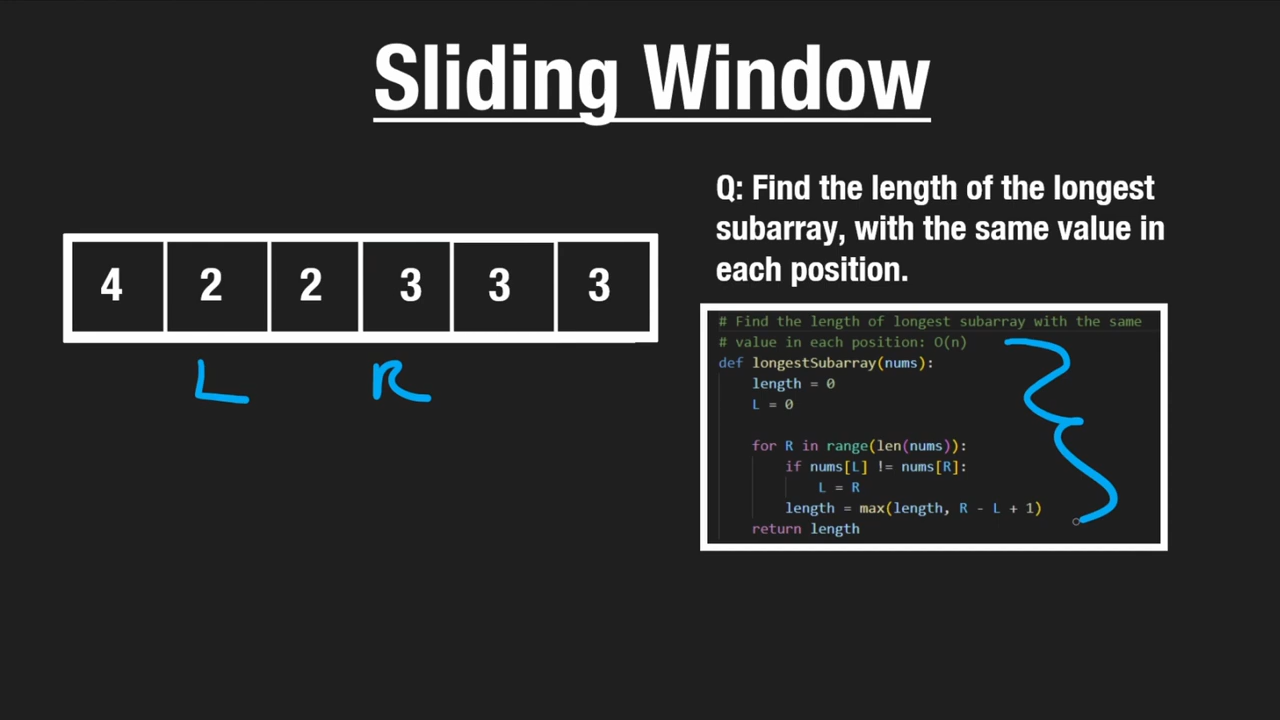 Sliding Window
Q: Find the length of the longest
subarray, with the same value in
each position.
4 2 2 3 3 3
L R
# Find the length of longest subarray with the same
# value in each position: O(n)
def longestSubarray(nums):
    length = 0
    L = 0

    for R in range(len(nums)):
        if nums[L] != nums[R]:
            L = R
        length = max(length, R - L + 1)
    return length